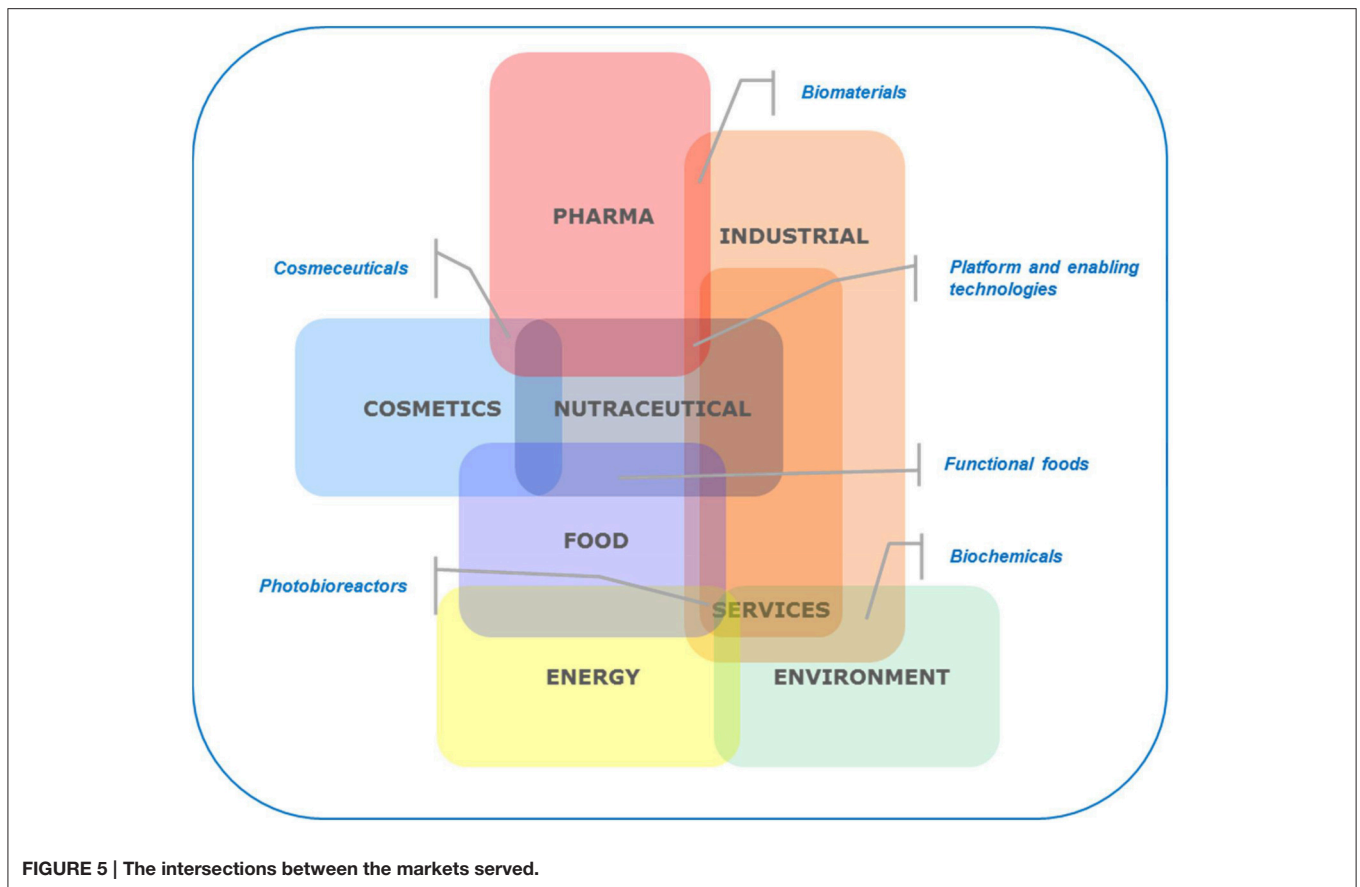 Biomaterials
PHARMA
INDUSTRIAL
Cosmeceuticals
Platform and enabling
technologies
COSMETICS
NUTRACEUTICAL
Functional foods
FOOD
Biochemicals
Photobioreactors
SERVICES
ENERGY
ENVIRONMENT
FIGURE 5 | The intersections between the markets served.